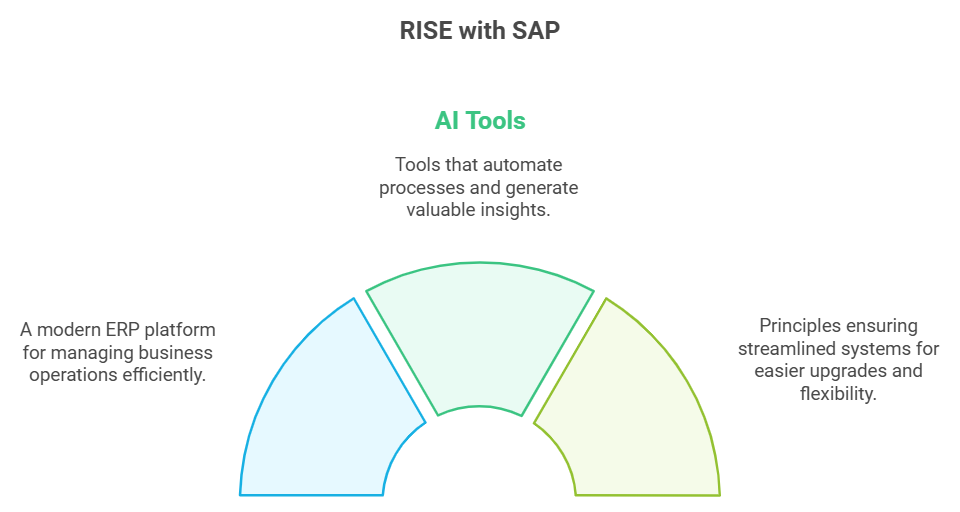 RISE with SAP
AI Tools
Tools that automate
processes and generate
valuable insights.
A modern ERP platform
for managing business
operations efficiently.
Principles ensuring
streamlined systems for
easier upgrades and
flexibility.